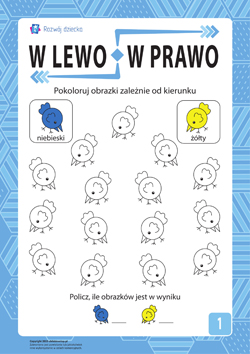 Rozwój dziecka
W LEWO W PRAWO
Pokoloruj obrazki zależnie od kierunku
niebieski
żółty
Policz, ile obrazków jest w wyniku
1